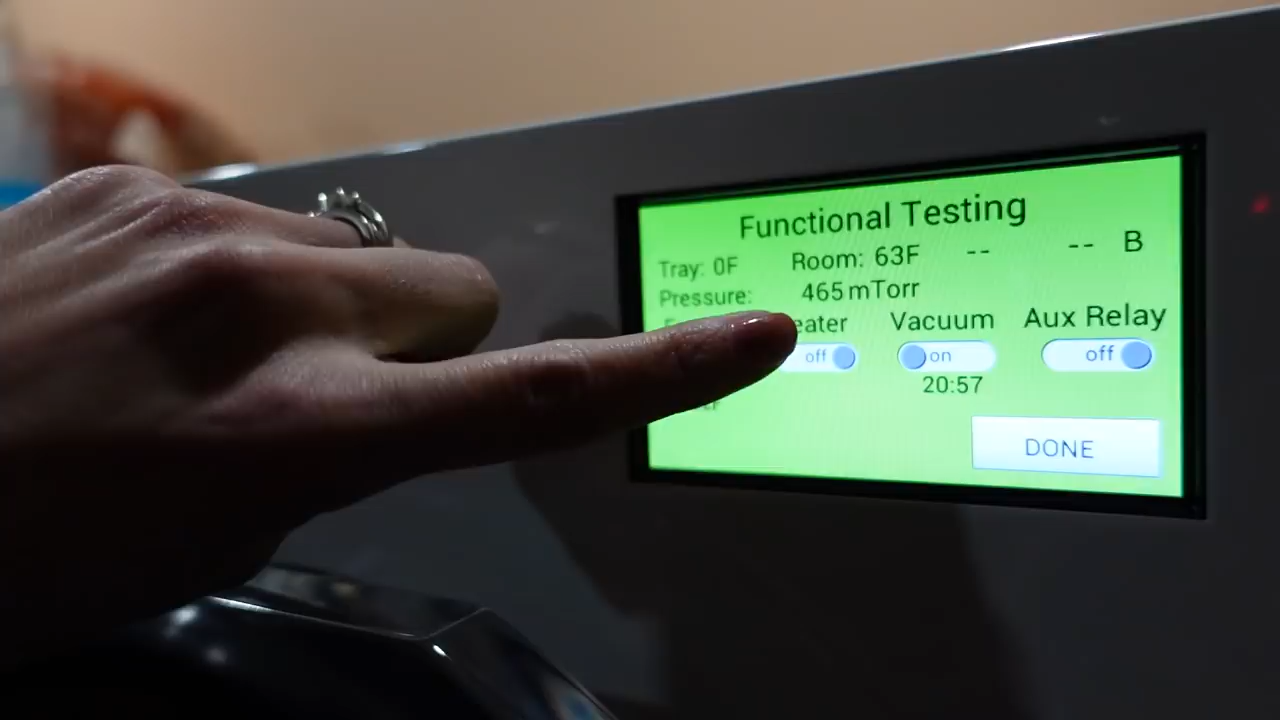 Functional Testing
Tray: 0F Room: 63F -- -- B
Pressure: 465 mTorr
eater Vacuum Aux Relay
off on off
20:57
DONE